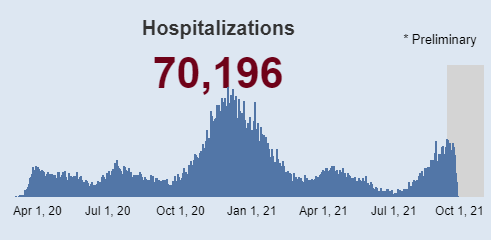 Hospitalizations
* Preliminary
70,196
Apr 1, 20 Jul 1, 20 Oct 1, 20 Jan 1, 21 Apr 1, 21 Jul 1, 21 Oct 1, 21